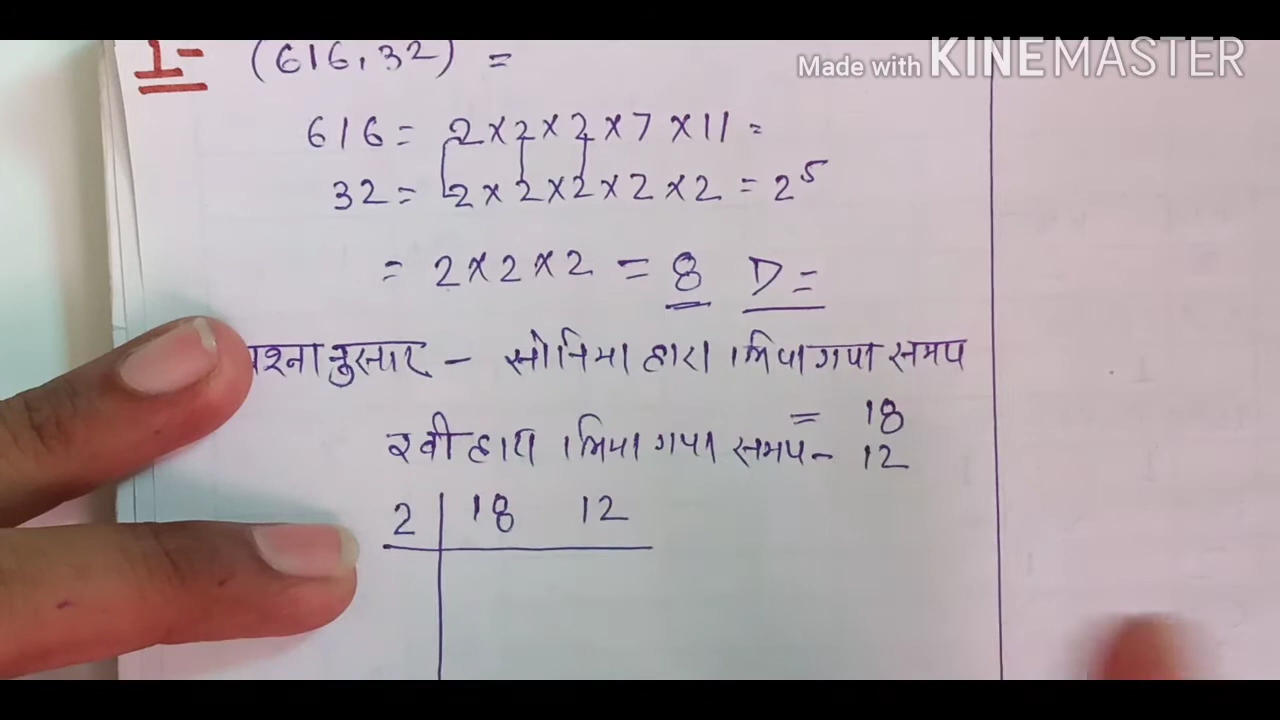 Made with KINEMASTER
1- (616,32) =
616 = 2×2×2×7×11 =
32 = 2×2×2×2×2 = 2⁵
= 2×2×2 = 8 D =
प्रश्नानुसार - सोनिया द्वारा लिया गया समय
= 18
रवी द्वारा लिया गया समय - 12
2 | 18 12